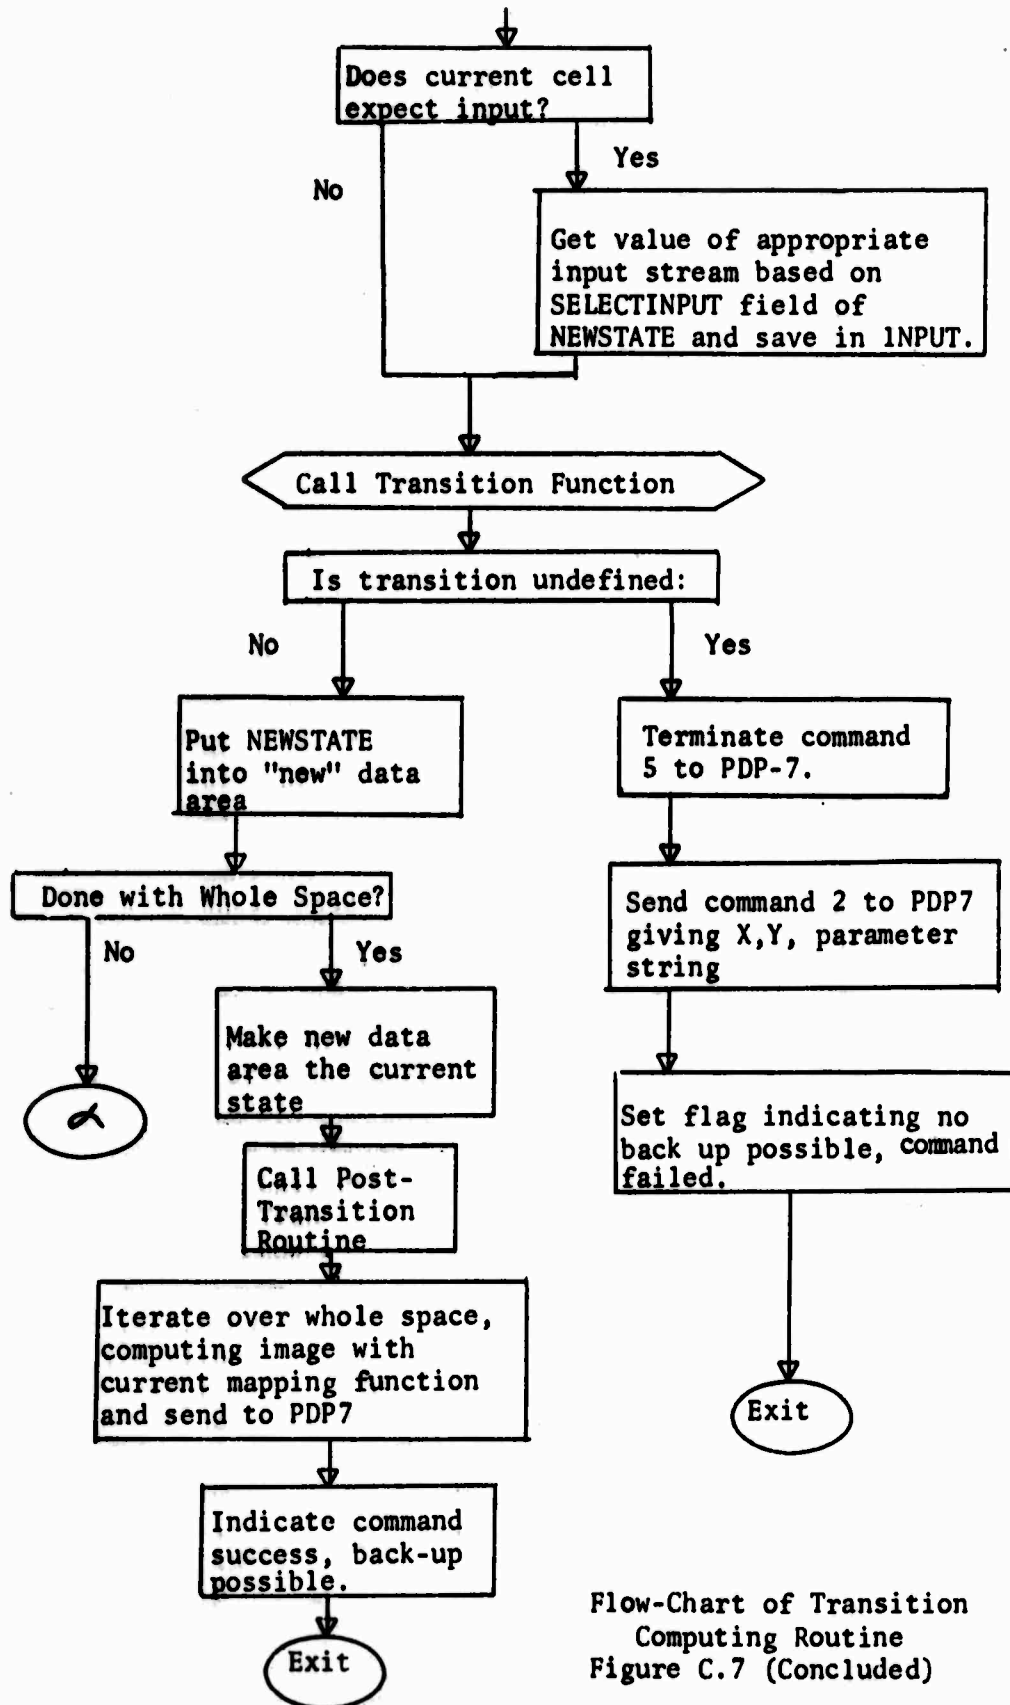 Does current cell
expect input?
Yes
No
Get value of appropriate
input stream based on
SELECTINPUT field of
NEWSTATE and save in 1NPUT.
Call Transition Function
Is transition undefined:
No
Yes
Put NEWSTATE
into "new" data
area
Terminate command
5 to PDP-7.
Done with Whole Space?
Send command 2 to PDP7
giving X,Y, parameter
string
No
Yes
Make new data
area the current
state
α
Set flag indicating no
back up possible, command
failed.
Call Post-
Transition
Routine
Iterate over whole space,
computing image with
current mapping function
and send to PDP7
Exit
Indicate command
success, back-up
possible.
Exit
Flow-Chart of Transition
Computing Routine
Figure C.7 (Concluded)